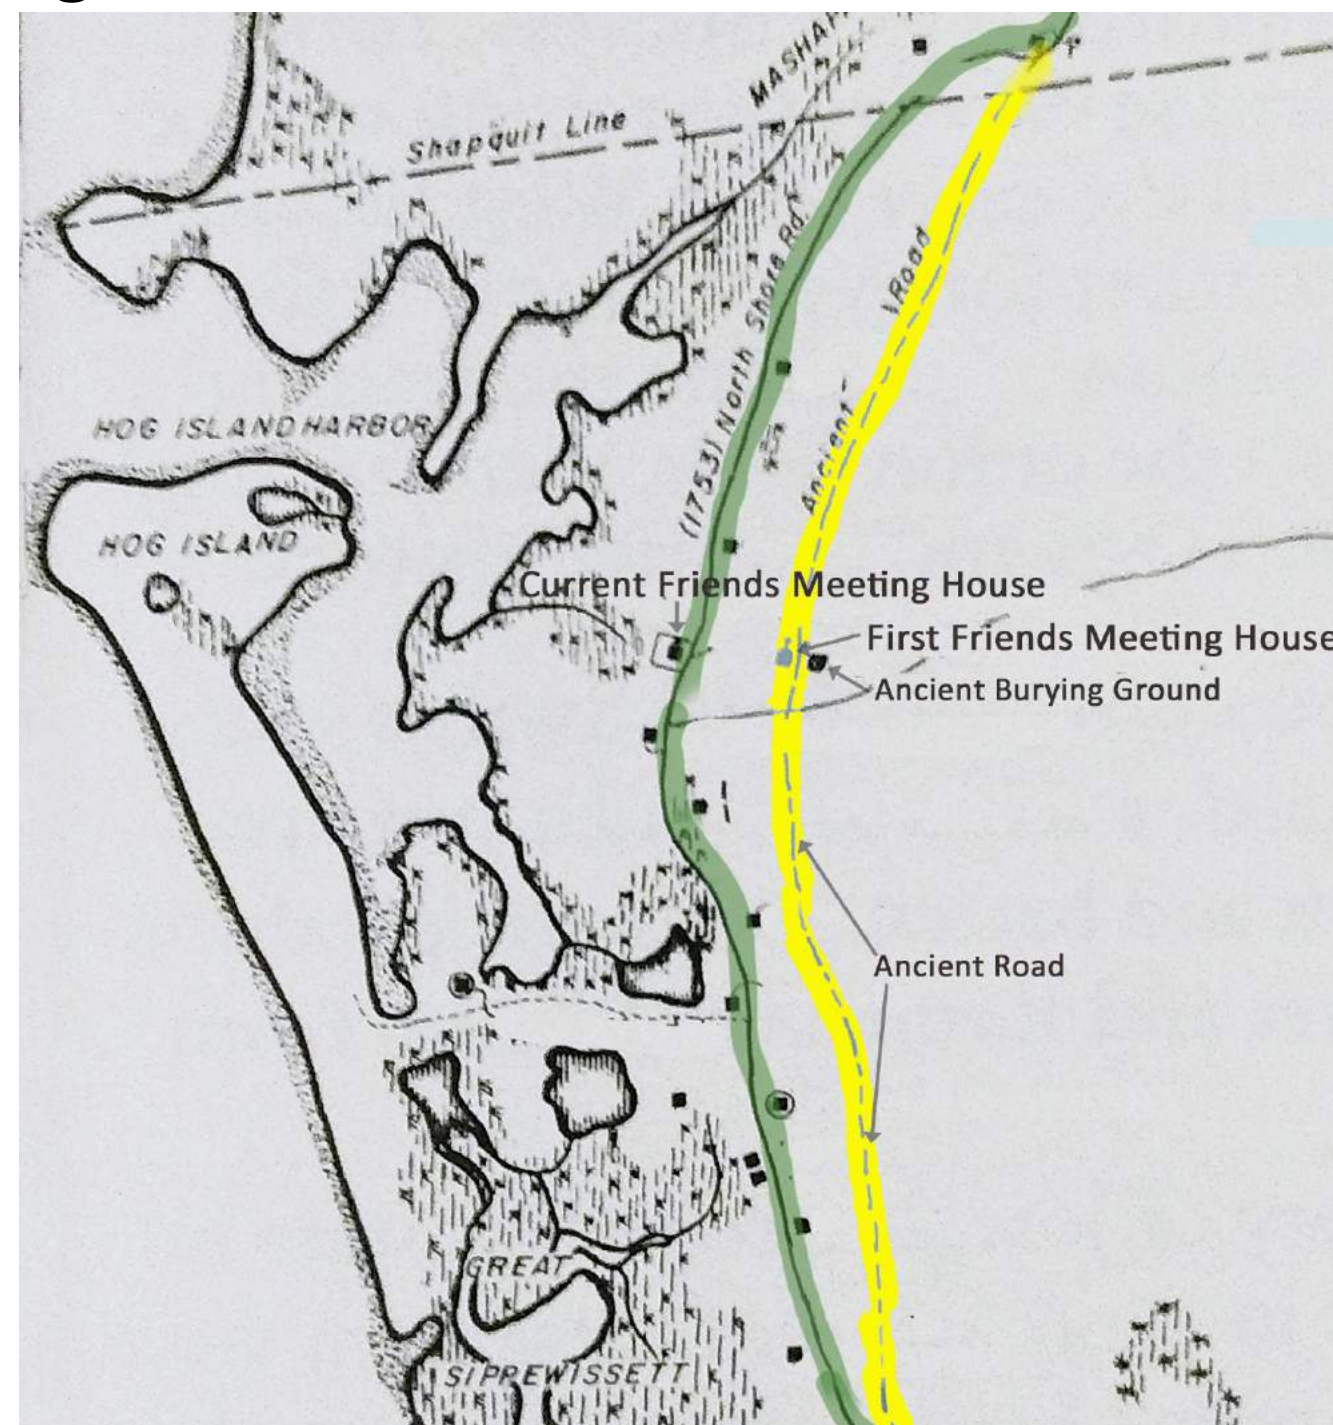 MASHA
Shapquit Line
(1753) North Shore Rd.
Road
Ancient
HOG ISLAND HARBOR
HOG ISLAND
Current Friends Meeting House
First Friends Meeting House
Ancient Burying Ground
Ancient Road
GREAT
SIPPEWISSETT